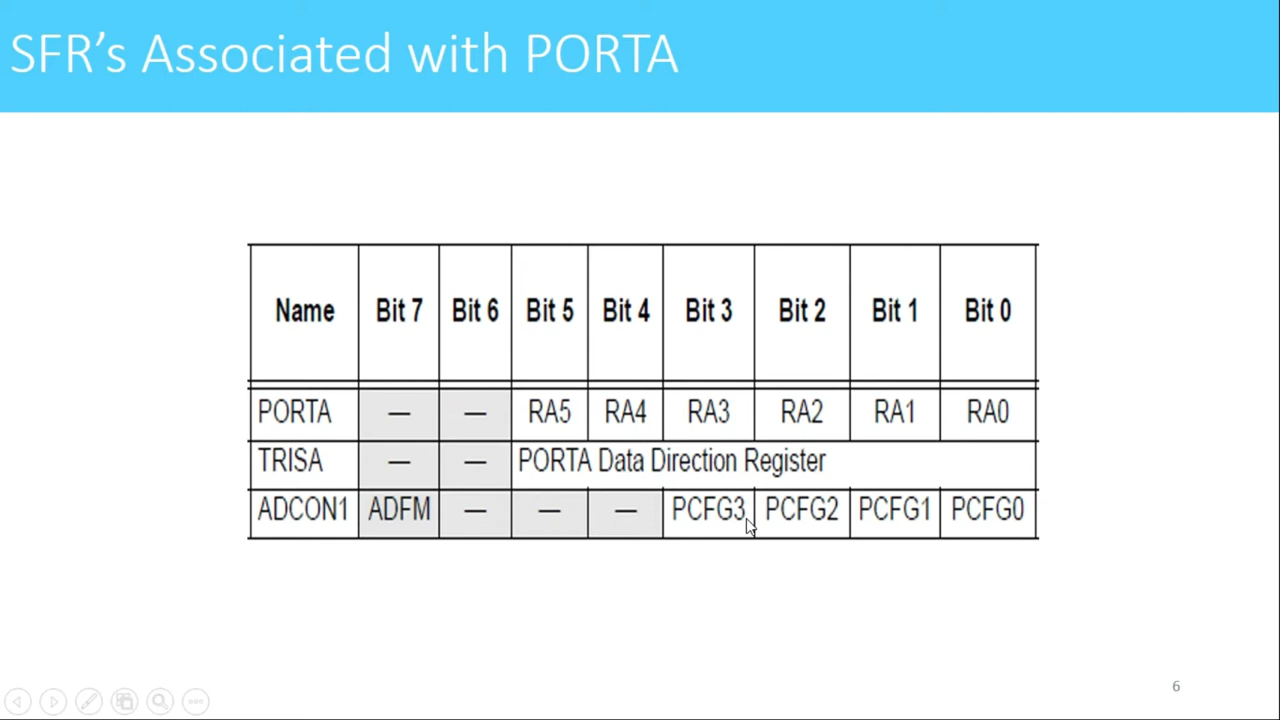 SFR’s Associated with PORTA
Name Bit 7 Bit 6 Bit 5 Bit 4 Bit 3 Bit 2 Bit 1 Bit 0
PORTA — — RA5 RA4 RA3 RA2 RA1 RA0
TRISA — — PORTA Data Direction Register
ADCON1 ADFM — — — PCFG3 PCFG2 PCFG1 PCFG0
6